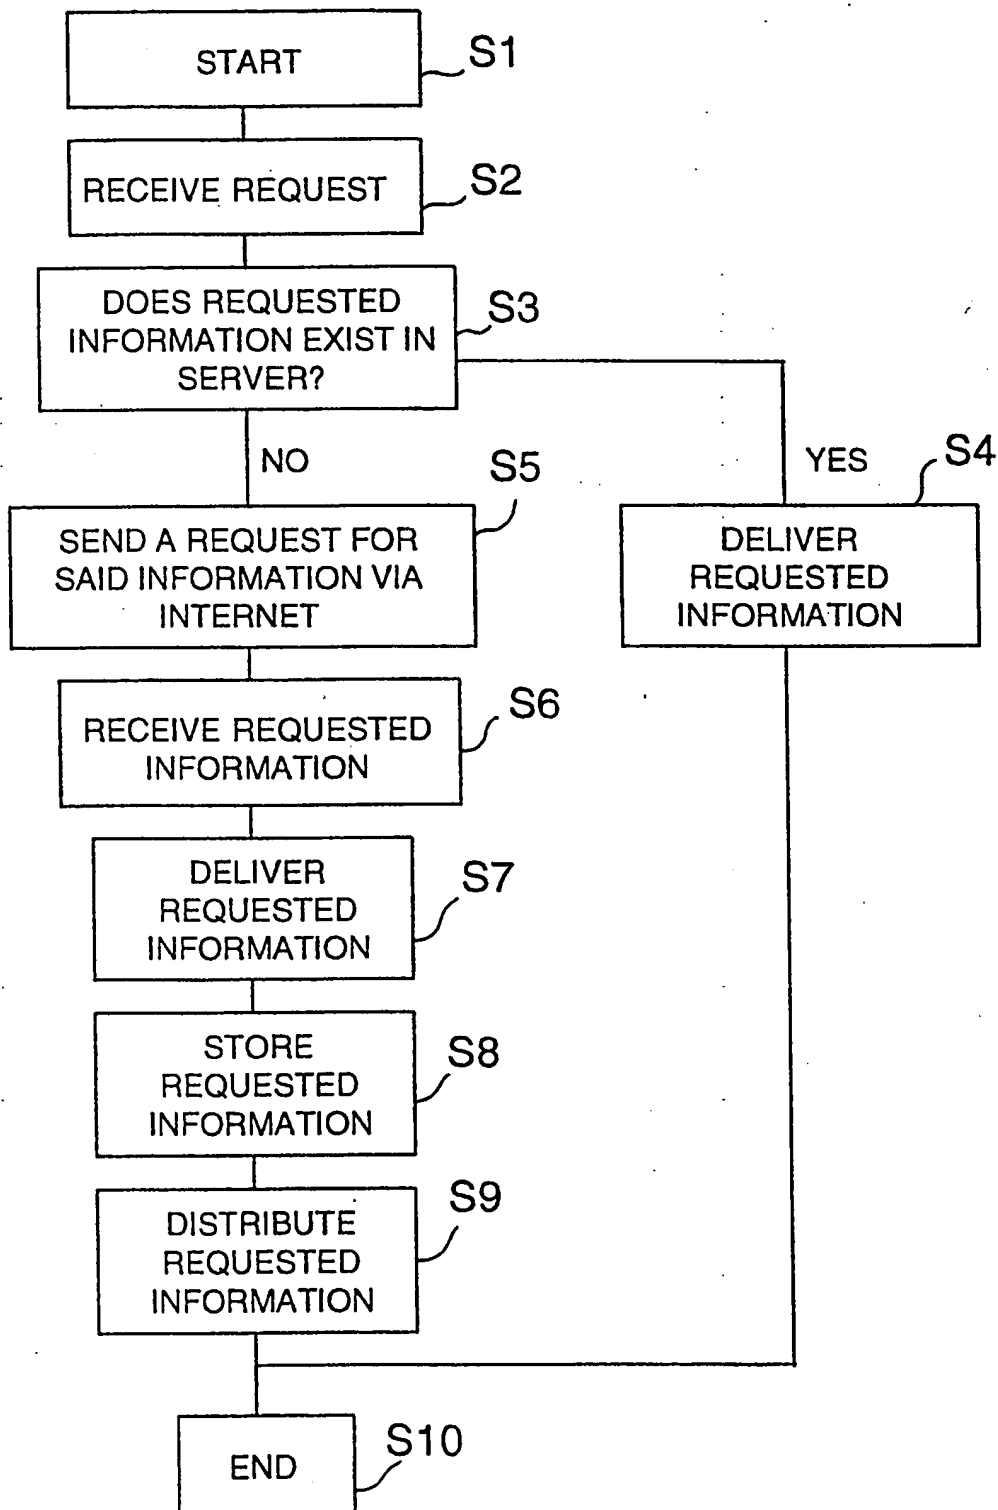 START
S1
RECEIVE REQUEST
S2
DOES REQUESTED
INFORMATION EXIST IN
SERVER?
S3
NO
YES
S4
DELIVER
REQUESTED
INFORMATION
S5
SEND A REQUEST FOR
SAID INFORMATION VIA
INTERNET
S6
RECEIVE REQUESTED
INFORMATION
S7
DELIVER
REQUESTED
INFORMATION
S8
STORE
REQUESTED
INFORMATION
S9
DISTRIBUTE
REQUESTED
INFORMATION
END
S10